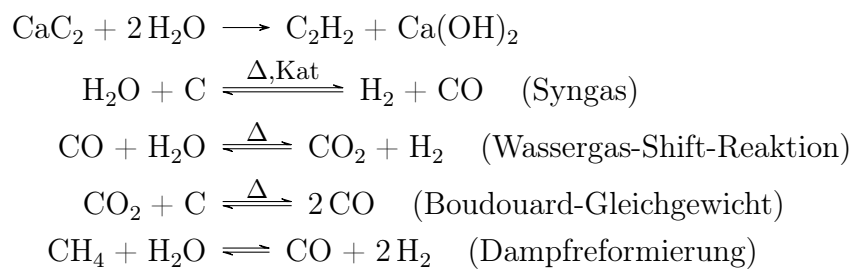 CaC₂ + 2 H₂O ⟶ C₂H₂ + Ca(OH)₂
H₂O + C ⇌[Δ,Kat] H₂ + CO (Syngas)
CO + H₂O ⇌[Δ] CO₂ + H₂ (Wassergas-Shift-Reaktion)
CO₂ + C ⇌[Δ] 2 CO (Boudouard-Gleichgewicht)
CH₄ + H₂O ⇌ CO + 2 H₂ (Dampfreformierung)